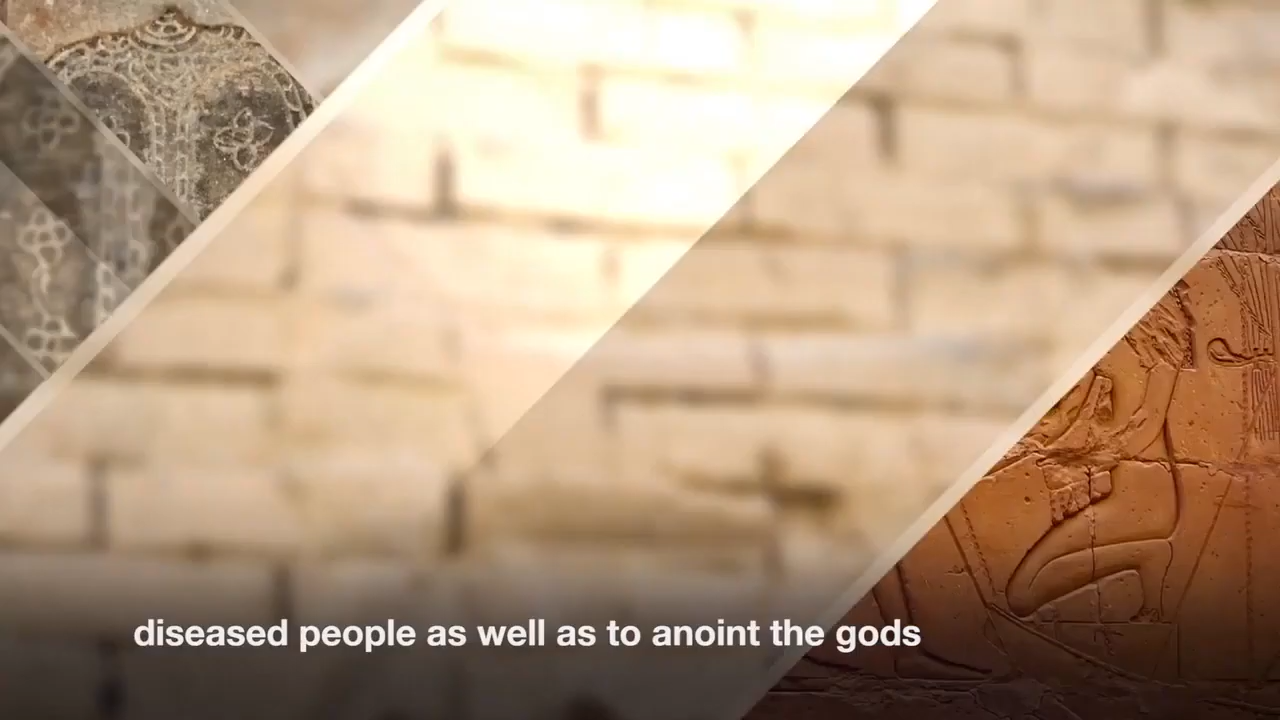 diseased people as well as to anoint the gods